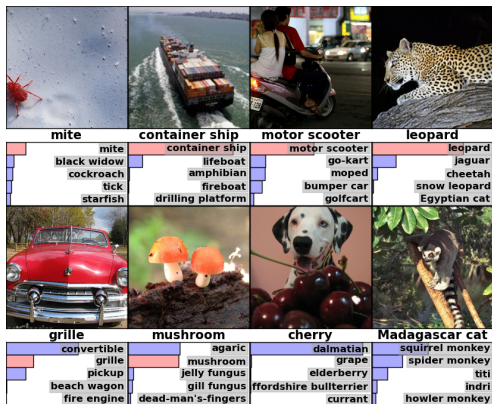 mite container ship motor scooter leopard
mite container ship motor scooter leopard
black widow lifeboat go-kart jaguar
cockroach amphibian moped cheetah
tick fireboat bumper car snow leopard
starfish drilling platform golfcart Egyptian cat
grille mushroom cherry Madagascar cat
convertible agaric dalmatian squirrel monkey
grille mushroom grape spider monkey
pickup jelly fungus elderberry titi
beach wagon gill fungus ffordshire bullterrier indri
fire engine dead-man's-fingers currant howler monkey